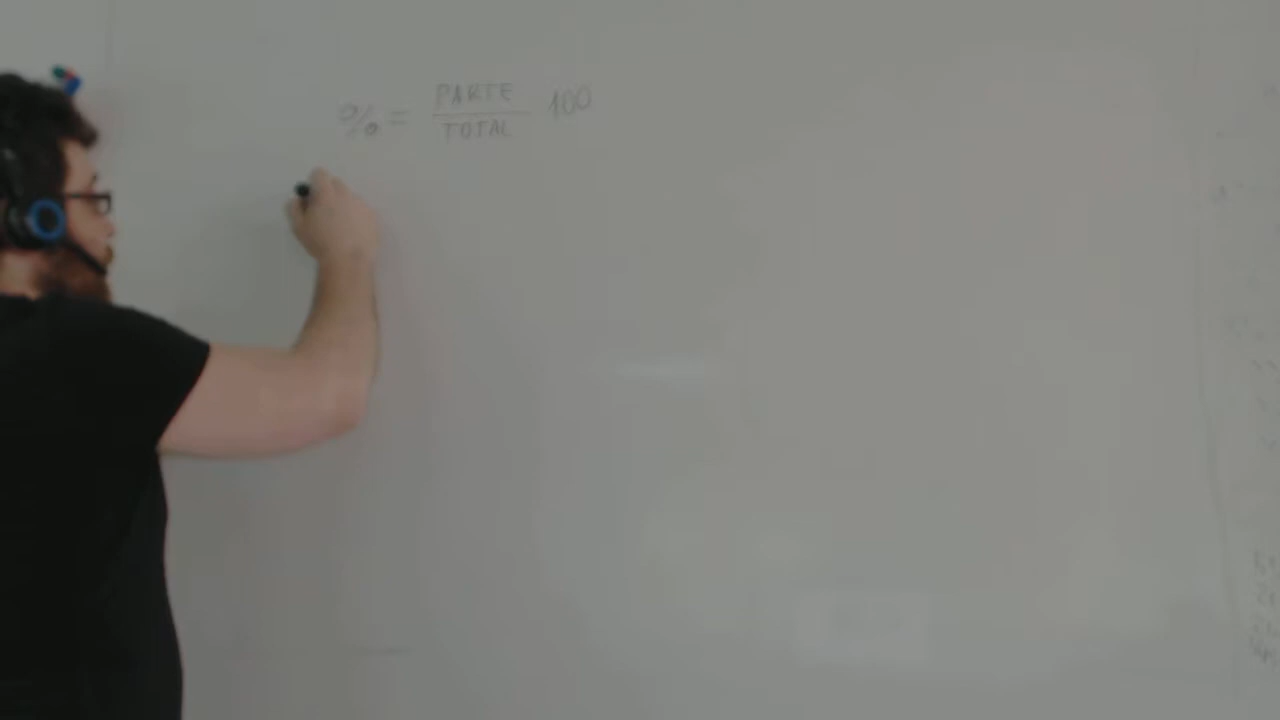 % = PARTE / TOTAL 100